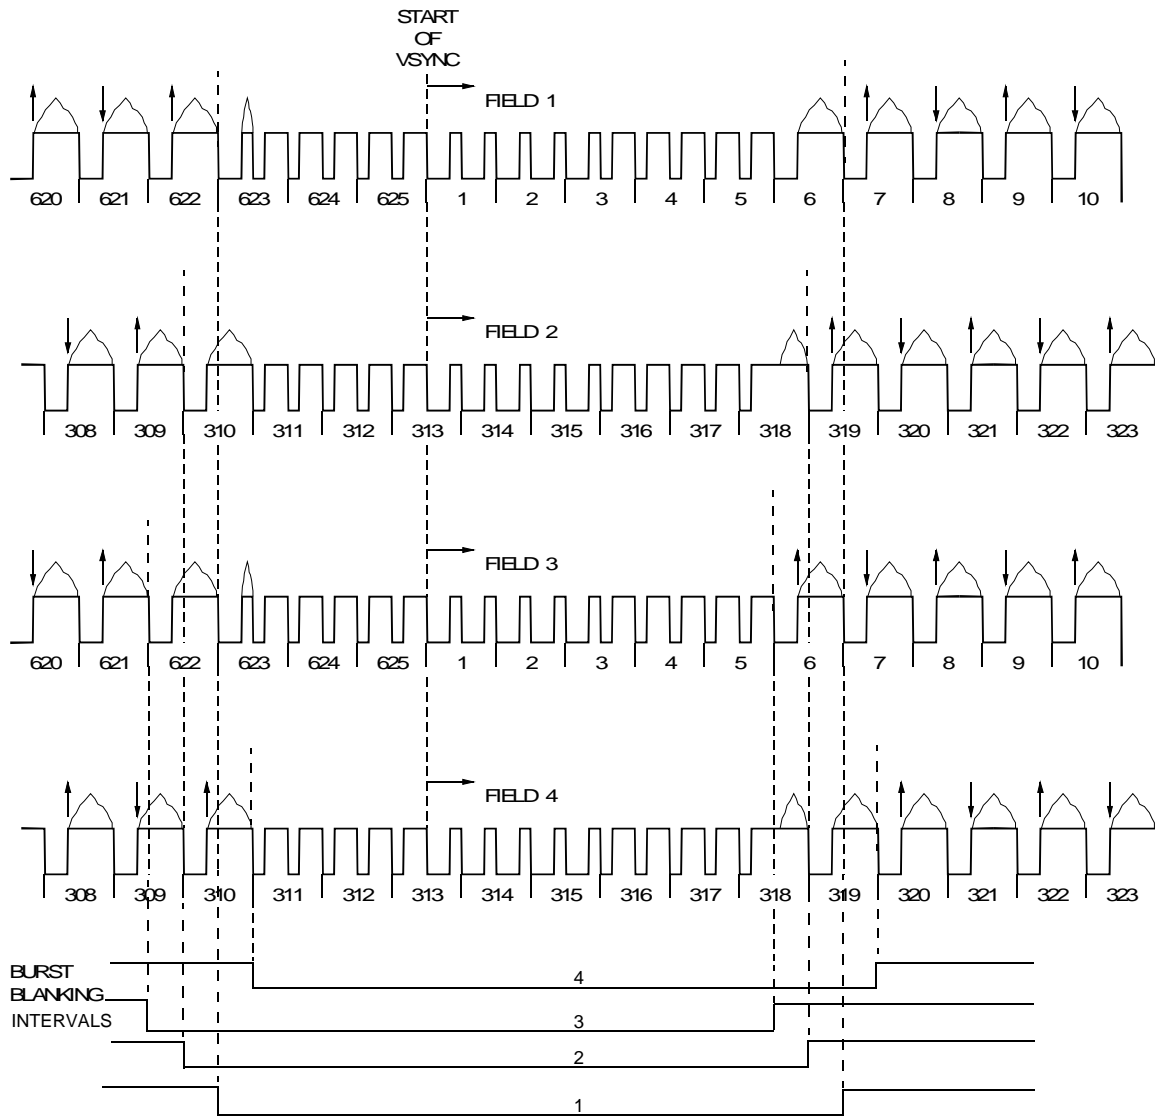 START
OF
VSYNC
FIELD 1
620 621 622 623 624 625 1 2 3 4 5 6 7 8 9 10
FIELD 2
308 309 310 311 312 313 314 315 316 317 318 319 320 321 322 323
FIELD 3
620 621 622 623 624 625 1 2 3 4 5 6 7 8 9 10
FIELD 4
308 309 310 311 312 313 314 315 316 317 318 319 320 321 322 323
BURST
BLANKING
INTERVALS
4
3
2
1